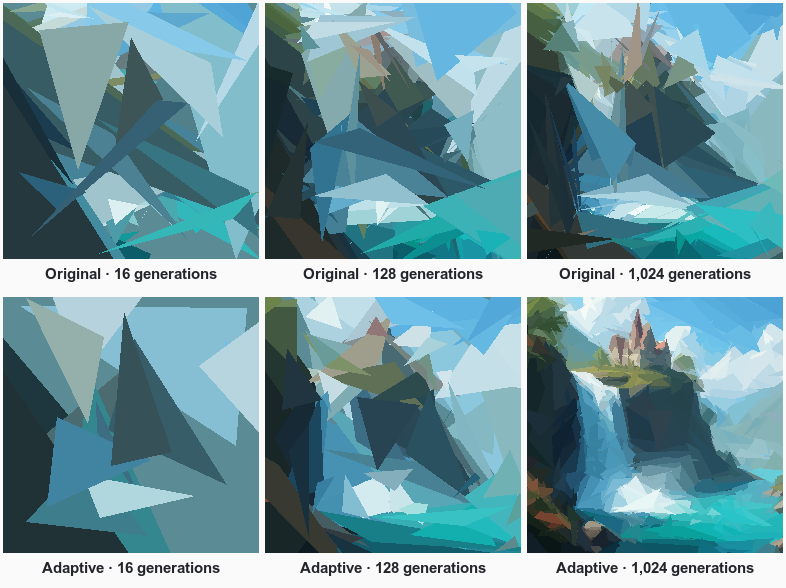 Original · 16 generations
Original · 128 generations
Original · 1,024 generations
Adaptive · 16 generations
Adaptive · 128 generations
Adaptive · 1,024 generations